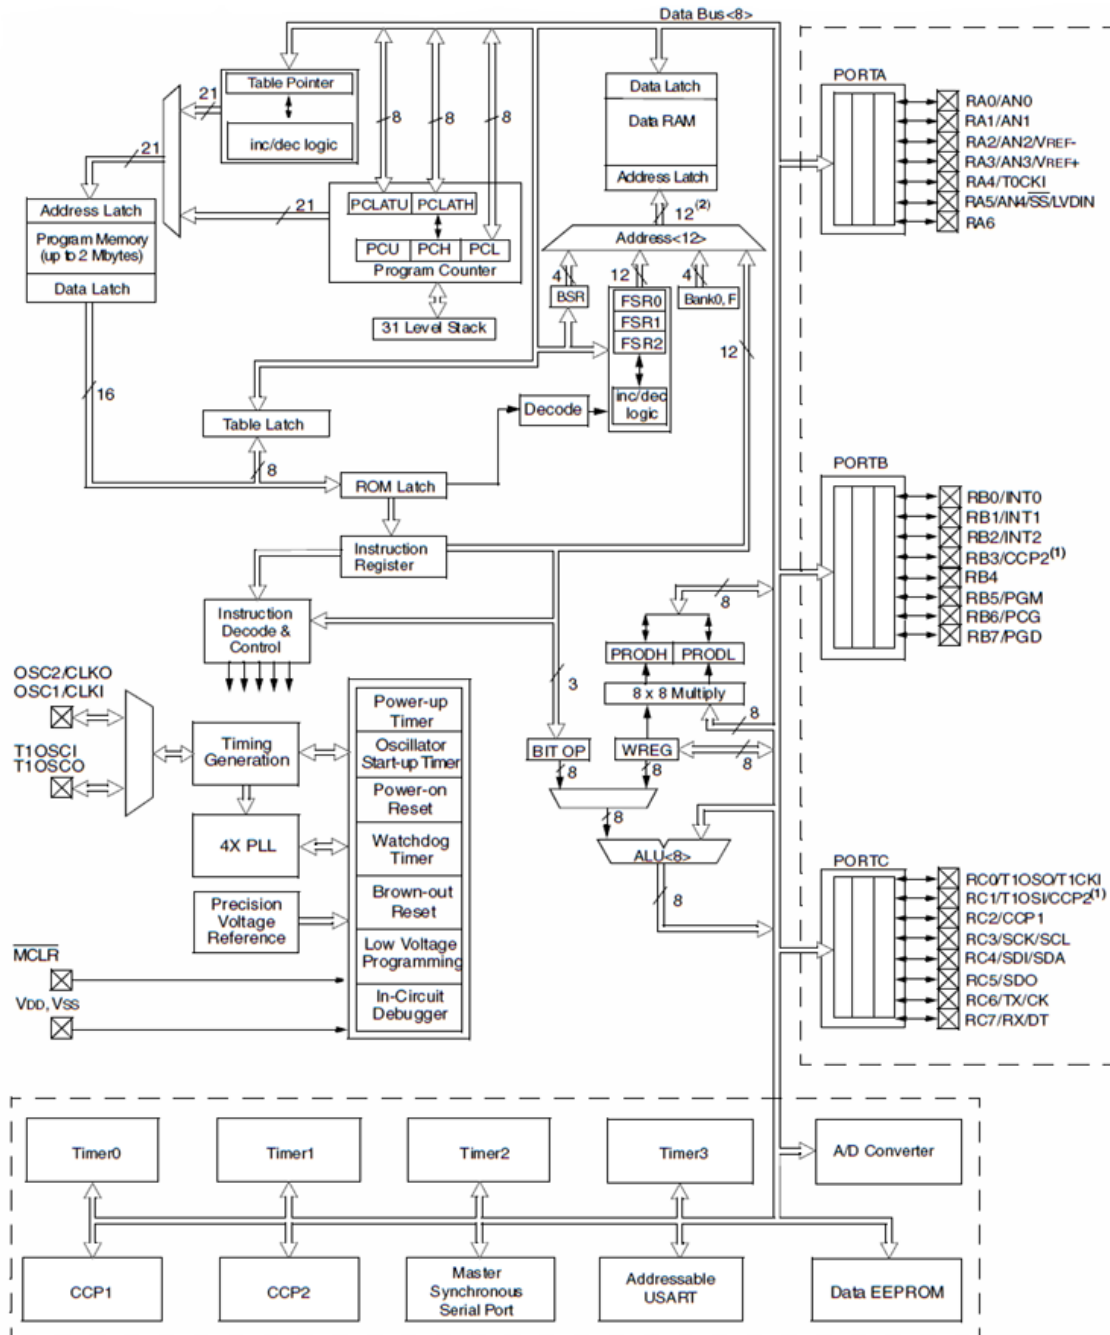 Data Bus<8>
Table Pointer
inc/dec logic
21
21
21
8
8
8
Data Latch
Data RAM
Address Latch
12(2)
Address<12>
Address Latch
Program Memory
(up to 2 Mbytes)
Data Latch
PCLATU PCLATH
PCU PCH PCL
Program Counter
31 Level Stack
4
12
4
BSR
FSR0
FSR1
FSR2
Bank0, F
12
inc/dec
logic
16
Table Latch
8
Decode
ROM Latch
Instruction
Register
Instruction
Decode &
Control
OSC2/CLKO
OSC1/CLKI
T1OSCI
T1OSCO
Timing
Generation
4X PLL
Precision
Voltage
Reference
MCLR
VDD, VSS
Power-up
Timer
Oscillator
Start-up Timer
Power-on
Reset
Watchdog
Timer
Brown-out
Reset
Low Voltage
Programming
In-Circuit
Debugger
8
PRODH PRODL
8 x 8 Multiply
3
8
BIT OP
WREG
8
8
8
8
ALU<8>
8
PORTA
RA0/AN0
RA1/AN1
RA2/AN2/VREF-
RA3/AN3/VREF+
RA4/T0CKI
RA5/AN4/SS/LVDIN
RA6
PORTB
RB0/INT0
RB1/INT1
RB2/INT2
RB3/CCP2(1)
RB4
RB5/PGM
RB6/PCG
RB7/PGD
PORTC
RC0/T1OSO/T1CKI
RC1/T1OSI/CCP2(1)
RC2/CCP1
RC3/SCK/SCL
RC4/SDI/SDA
RC5/SDO
RC6/TX/CK
RC7/RX/DT
Timer0
Timer1
Timer2
Timer3
A/D Converter
CCP1
CCP2
Master
Synchronous
Serial Port
Addressable
USART
Data EEPROM